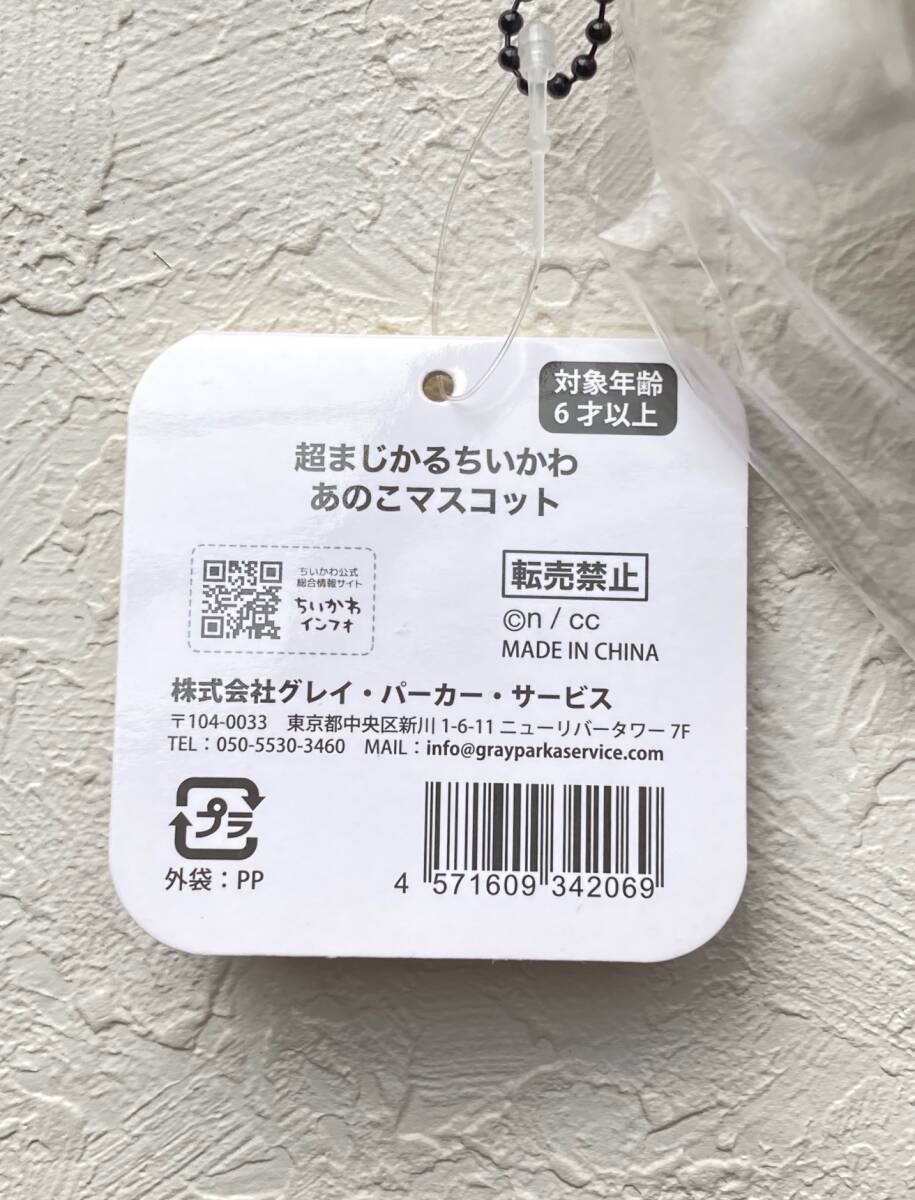 対象年齢
6才以上
超まじかるちいかわ
あのこマスコット
ちいかわ公式
総合情報サイト
ちいかわ
インフォ
転売禁止
©n / cc
MADE IN CHINA
株式会社グレイ・パーカー・サービス
〒104-0033 東京都中央区新川 1-6-11 ニューリバータワー 7F
TEL：050-5530-3460 MAIL：info@grayparkaservice.com
プラ
外袋：PP
4 571609 342069